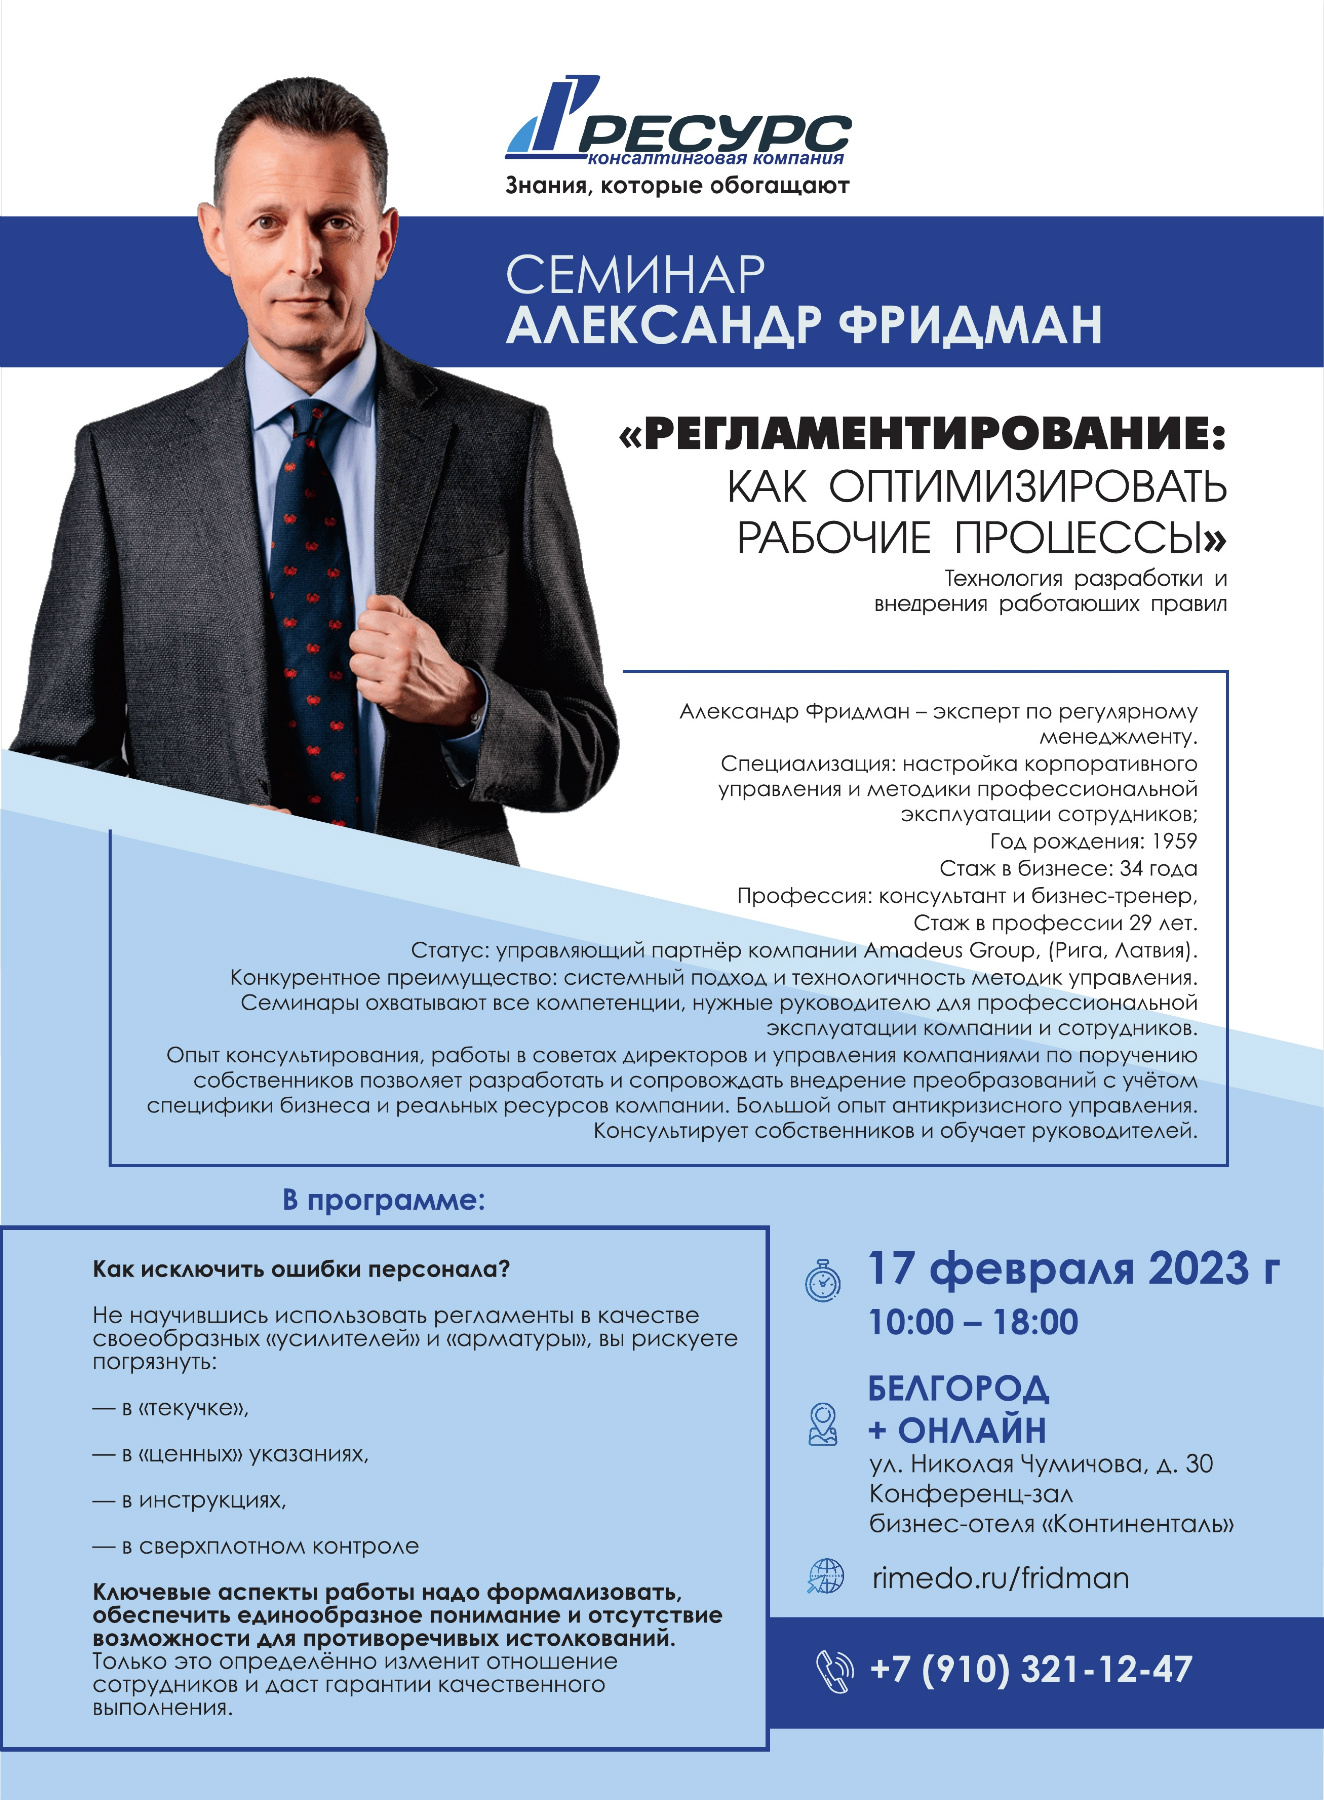 РЕСУРС
консалтинговая компания
Знания, которые обогащают
СЕМИНАР
АЛЕКСАНДР ФРИДМАН
«РЕГЛАМЕНТИРОВАНИЕ:
КАК ОПТИМИЗИРОВАТЬ
РАБОЧИЕ ПРОЦЕССЫ»
Технология разработки и
внедрения работающих правил
Александр Фридман – эксперт по регулярному
менеджменту.
Специализация: настройка корпоративного
управления и методики профессиональной
эксплуатации сотрудников;
Год рождения: 1959
Стаж в бизнесе: 34 года
Профессия: консультант и бизнес-тренер,
Стаж в профессии 29 лет.
Статус: управляющий партнёр компании Amadeus Group, (Рига, Латвия).
Конкурентное преимущество: системный подход и технологичность методик управления.
Семинары охватывают все компетенции, нужные руководителю для профессиональной
эксплуатации компании и сотрудников.
Опыт консультирования, работы в советах директоров и управления компаниями по поручению
собственников позволяет разработать и сопровождать внедрение преобразований с учётом
специфики бизнеса и реальных ресурсов компании. Большой опыт антикризисного управления.
Консультирует собственников и обучает руководителей.
В программе:
Как исключить ошибки персонала?
Не научившись использовать регламенты в качестве
своеобразных «усилителей» и «арматуры», вы рискуете
погрязнуть:
— в «текучке»,
— в «ценных» указаниях,
— в инструкциях,
— в сверхплотном контроле
Ключевые аспекты работы надо формализовать,
обеспечить единообразное понимание и отсутствие
возможности для противоречивых истолкований.
Только это определённо изменит отношение
сотрудников и даст гарантии качественного
выполнения.
17 февраля 2023 г
10:00 – 18:00
БЕЛГОРОД
+ ОНЛАЙН
ул. Николая Чумичова, д. 30
Конференц-зал
бизнес-отеля «Континенталь»
rimedo.ru/fridman
+7 (910) 321-12-47